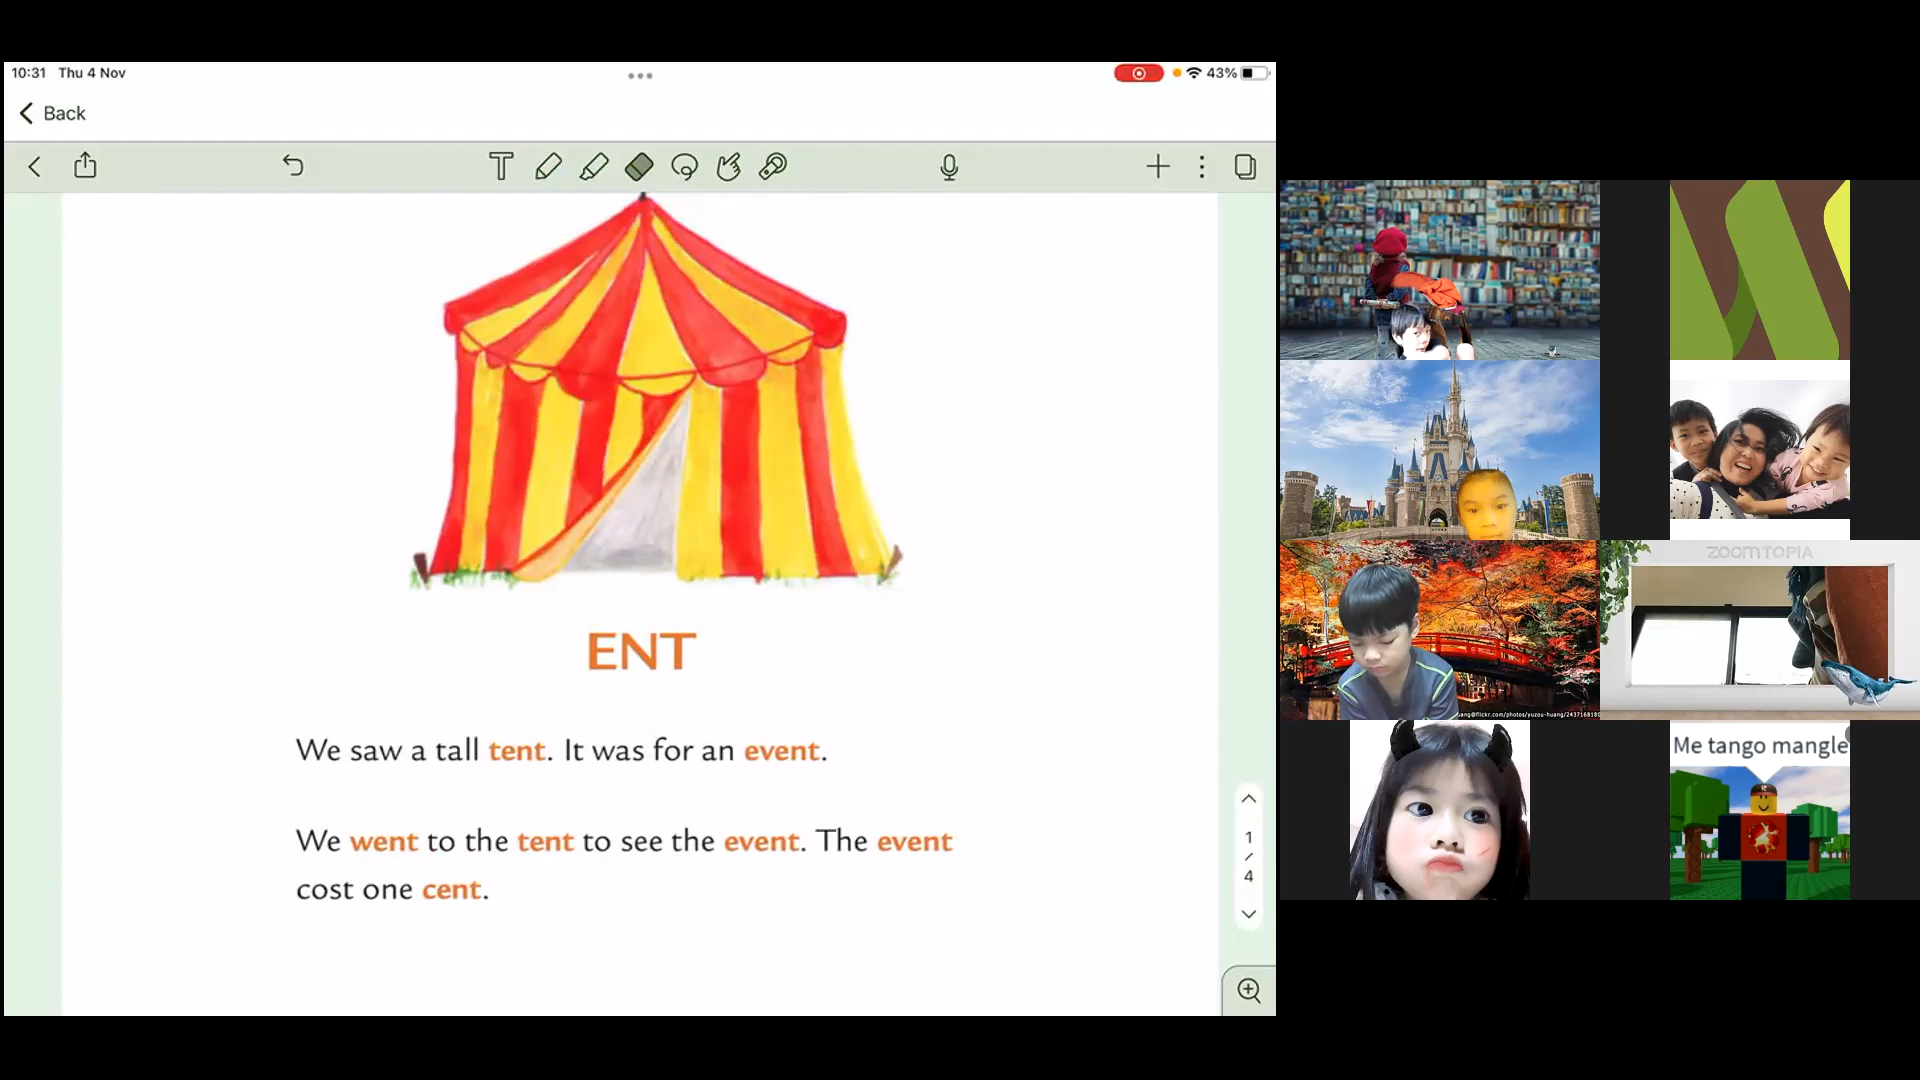 10:31 Thu 4 Nov
43%
Back
T
ENT
We saw a tall tent. It was for an event.
We went to the tent to see the event. The event
cost one cent.
1
/
4
ZOOMTOPIA
Me tango mangle